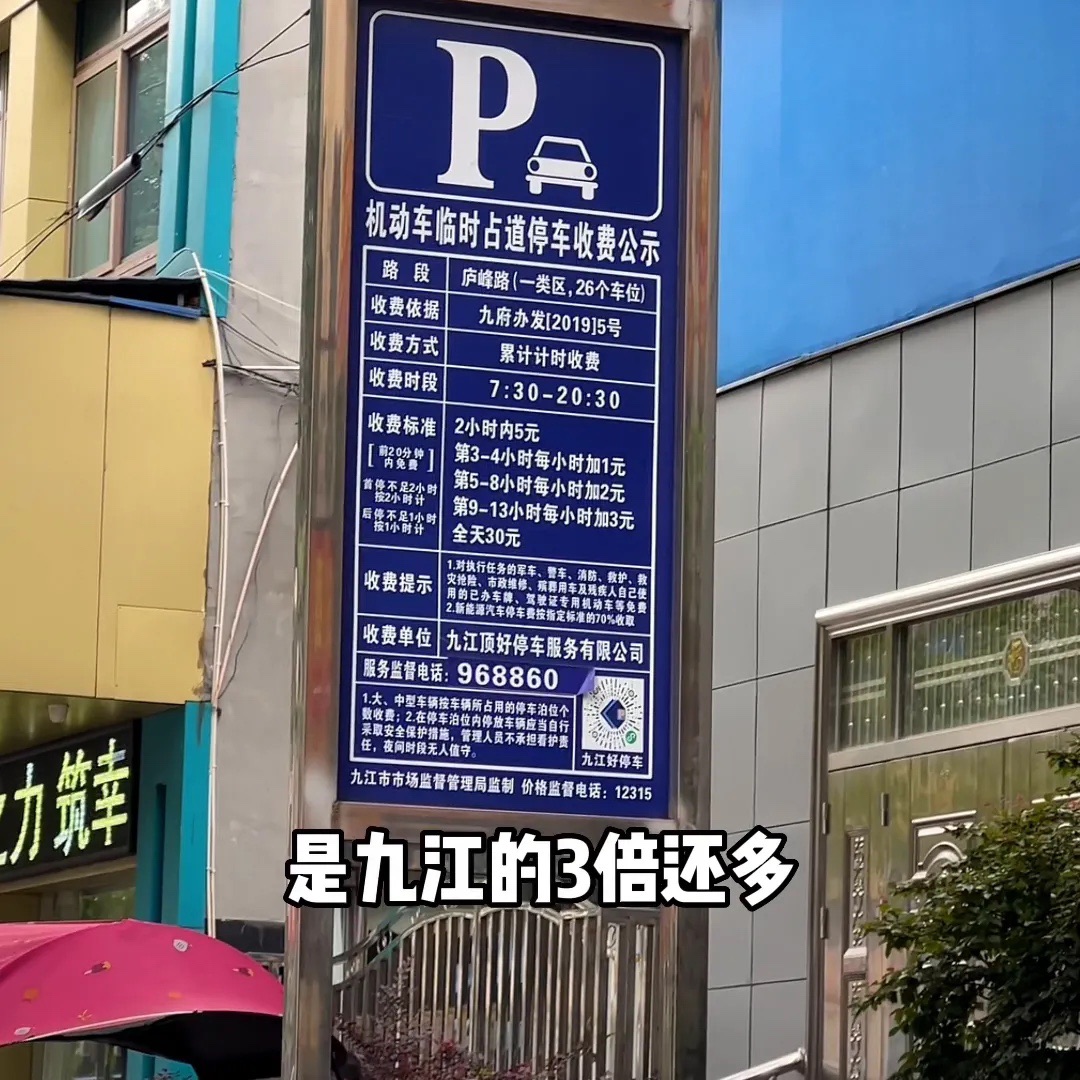 P
机动车临时占道停车收费公示
路段 庐峰路(一类区,26个车位)
收费依据 九府办发[2019]5号
收费方式 累计计时收费
收费时段 7:30-20:30
收费标准
[前20分钟内免费]
首停不足2小时
按2小时计
后停不足1小时
按1小时计
2小时内5元
第3-4小时每小时加1元
第5-8小时每小时加2元
第9-13小时每小时加3元
全天30元
收费提示
1.对执行任务的军车、警车、消防、救护、救
灾抢险、市政维修、殡葬用车及残疾人自己使
用的已办车牌、驾驶证专用机动车等免费
2.新能源汽车停车费按指定标准的70%收取
收费单位 九江顶好停车服务有限公司
服务监督电话:968860
1.大、中型车辆按车辆所占用的停车泊位个
数收费;2.在停车泊位内停放车辆应当自行
采取安全保护措施,管理人员不承担看护责
任,夜间时段无人值守。
九江好停车
九江市市场监督管理局监制 价格监督电话:12315
力筑幸
是九江的3倍还多